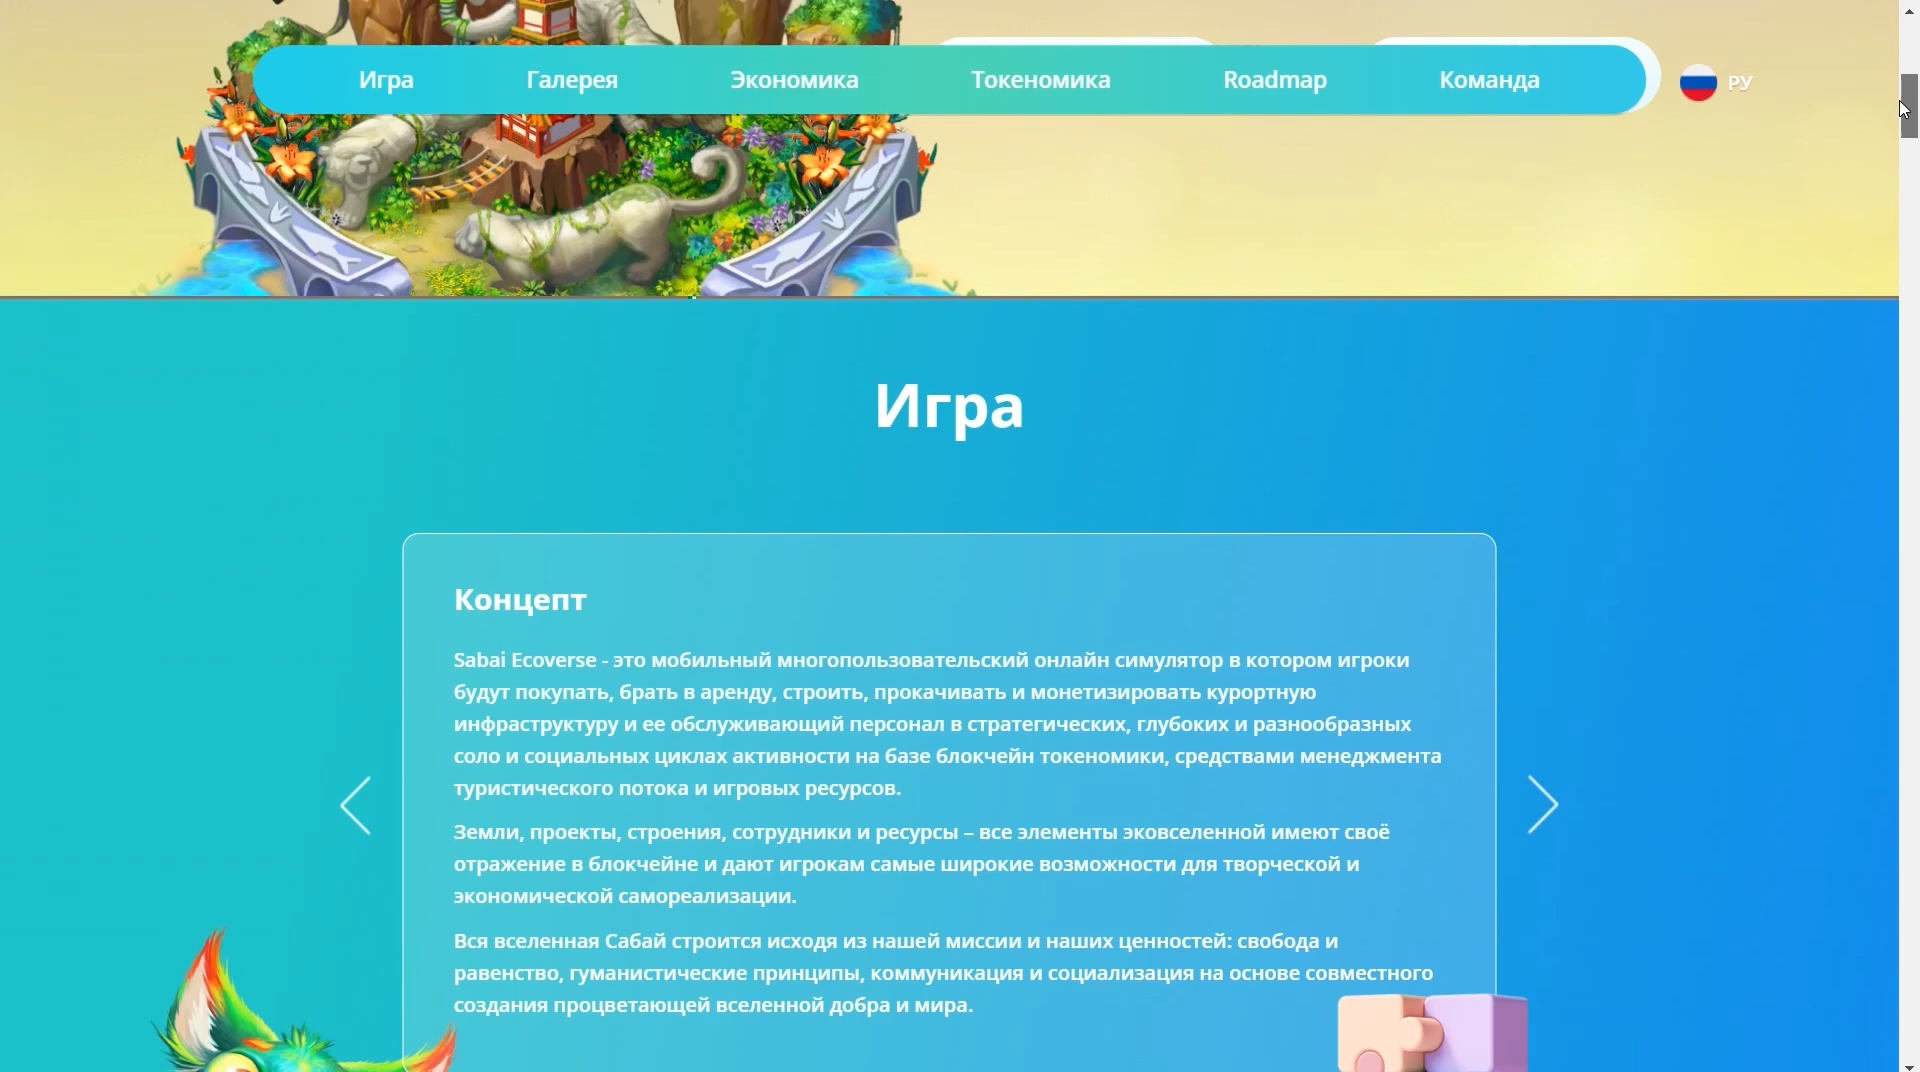 Игра
Галерея
Экономика
Токеномика
Roadmap
Команда
РУ
Игра
Концепт
Sabai Ecoverse - это мобильный многопользовательский онлайн симулятор в котором игроки
будут покупать, брать в аренду, строить, прокачивать и монетизировать курортную
инфраструктуру и ее обслуживающий персонал в стратегических, глубоких и разнообразных
соло и социальных циклах активности на базе блокчейн токеномики, средствами менеджмента
туристического потока и игровых ресурсов.
Земли, проекты, строения, сотрудники и ресурсы – все элементы эковселенной имеют своё
отражение в блокчейне и дают игрокам самые широкие возможности для творческой и
экономической самореализации.
Вся вселенная Сабай строится исходя из нашей миссии и наших ценностей: свобода и
равенство, гуманистические принципы, коммуникация и социализация на основе совместного
создания процветающей вселенной добра и мира.